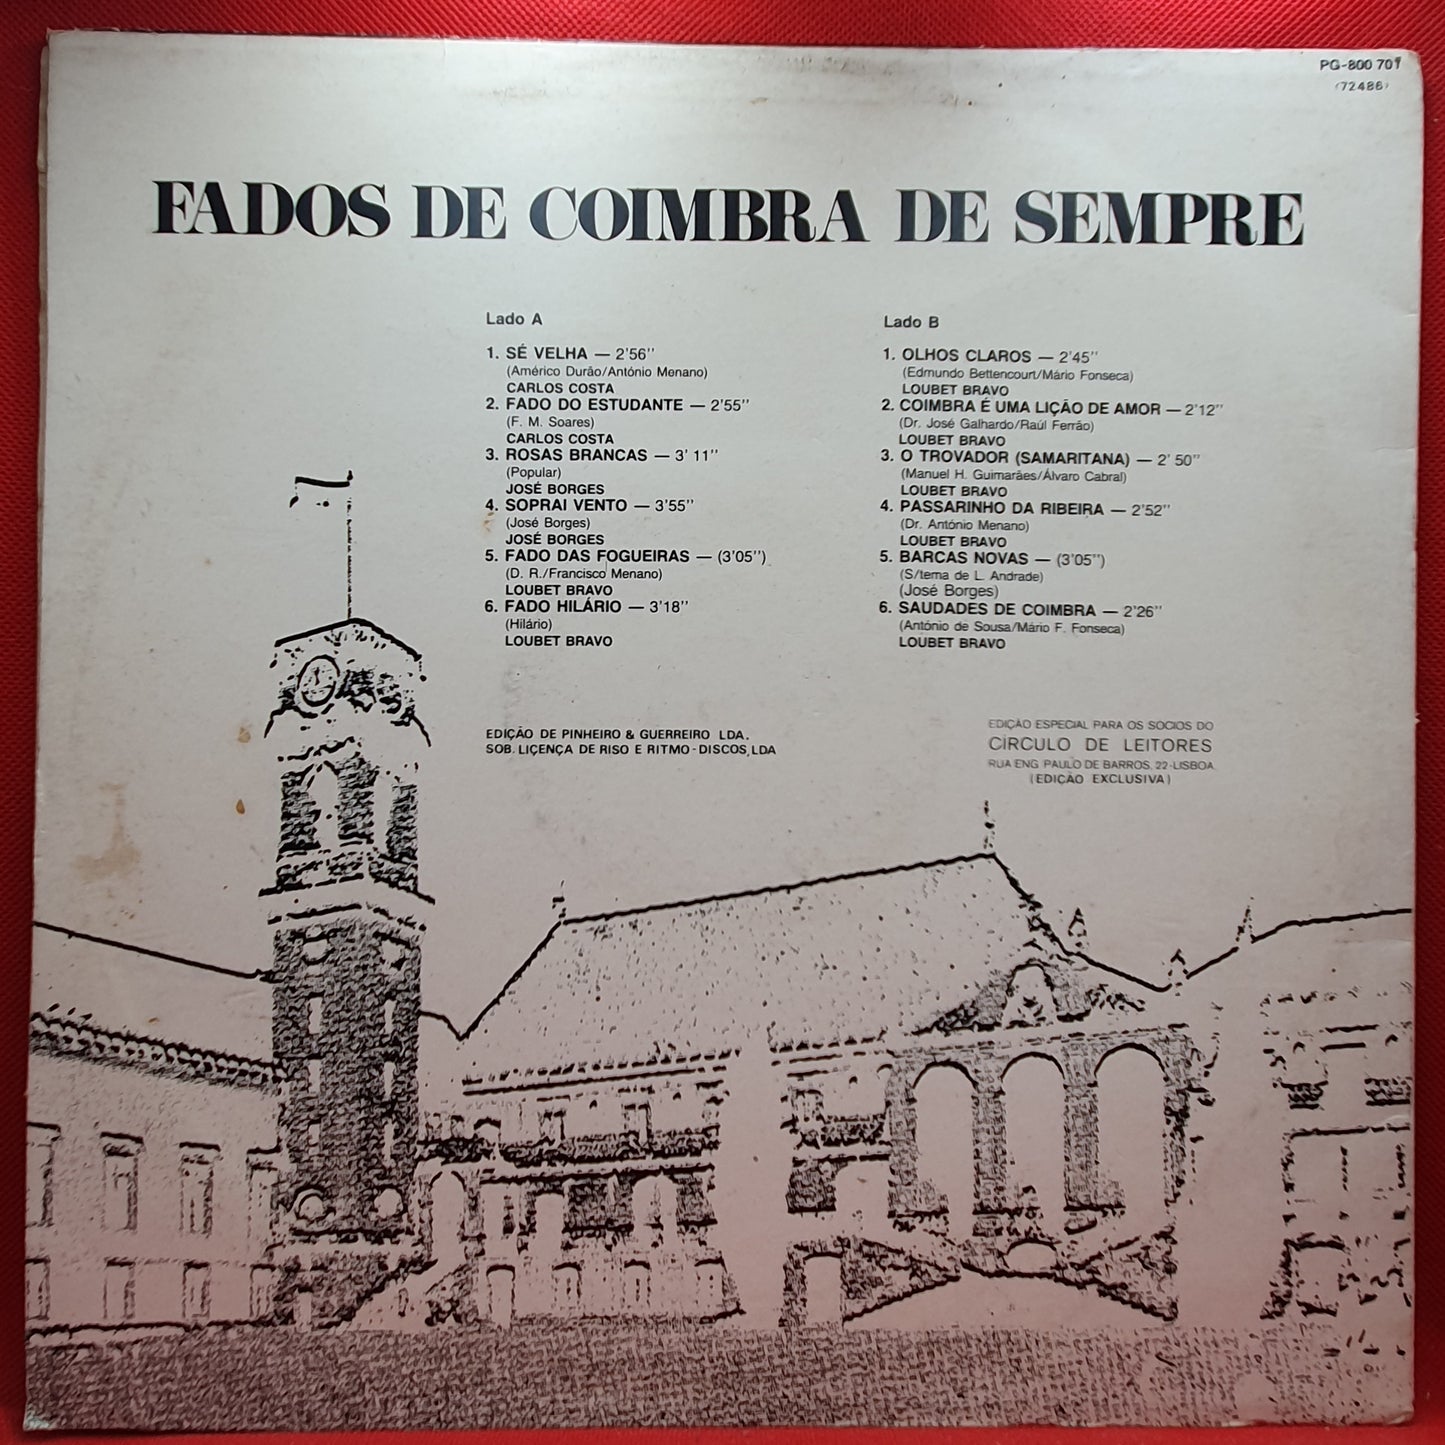 PG-800 701
(72486)
FADOS DE COIMBRA DE SEMPRE
Lado A
1. SÉ VELHA — 2'56''
(Américo Durão/António Menano)
CARLOS COSTA
2. FADO DO ESTUDANTE — 2'55''
(F. M. Soares)
CARLOS COSTA
3. ROSAS BRANCAS — 3' 11''
(Popular)
JOSÉ BORGES
4. SOPRAI VENTO — 3'55''
(José Borges)
JOSÉ BORGES
5. FADO DAS FOGUEIRAS — (3'05'')
(D. R./Francisco Menano)
LOUBET BRAVO
6. FADO HILÁRIO — 3'18''
(Hilário)
LOUBET BRAVO
Lado B
1. OLHOS CLAROS — 2'45''
(Edmundo Bettencourt/Mário Fonseca)
LOUBET BRAVO
2. COIMBRA É UMA LIÇÃO DE AMOR — 2'12''
(Dr. José Galhardo/Raúl Ferrão)
LOUBET BRAVO
3. O TROVADOR (SAMARITANA) — 2' 50''
(Manuel H. Guimarães/Álvaro Cabral)
LOUBET BRAVO
4. PASSARINHO DA RIBEIRA — 2'52''
(Dr. António Menano)
LOUBET BRAVO
5. BARCAS NOVAS — (3'05'')
(S/tema de L. Andrade)
(José Borges)
6. SAUDADES DE COIMBRA — 2'26''
(António de Sousa/Mário F. Fonseca)
LOUBET BRAVO
EDIÇÃO DE PINHEIRO & GUERREIRO LDA.
SOB. LIÇENÇA DE RISO E RITMO-DISCOS,LDA
EDIÇÃO ESPECIAL PARA OS SÓCIOS DO
CÍRCULO DE LEITORES
RUA ENG. PAULO DE BARROS, 22-LISBOA
(EDIÇÃO EXCLUSIVA)